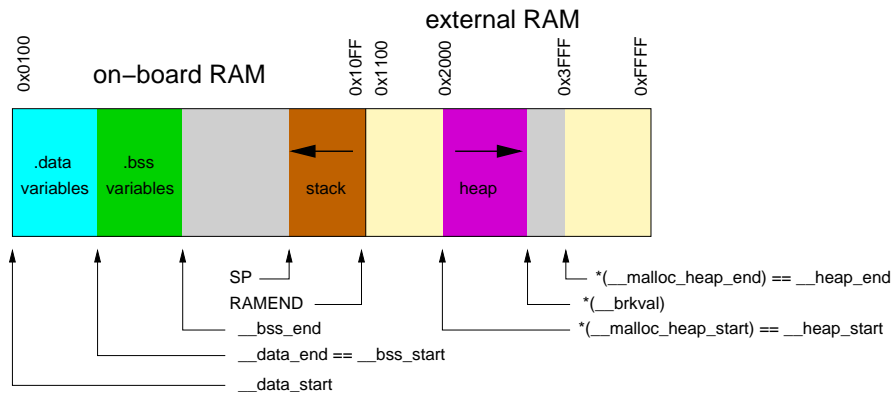 external RAM
on−board RAM
0x0100
0x10FF
0x1100
0x2000
0x3FFF
0xFFFF
.data
variables
.bss
variables
stack
heap
SP
RAMEND
__bss_end
__data_end == __bss_start
__data_start
*(__malloc_heap_end) == __heap_end
*(__brkval)
*(__malloc_heap_start) == __heap_start